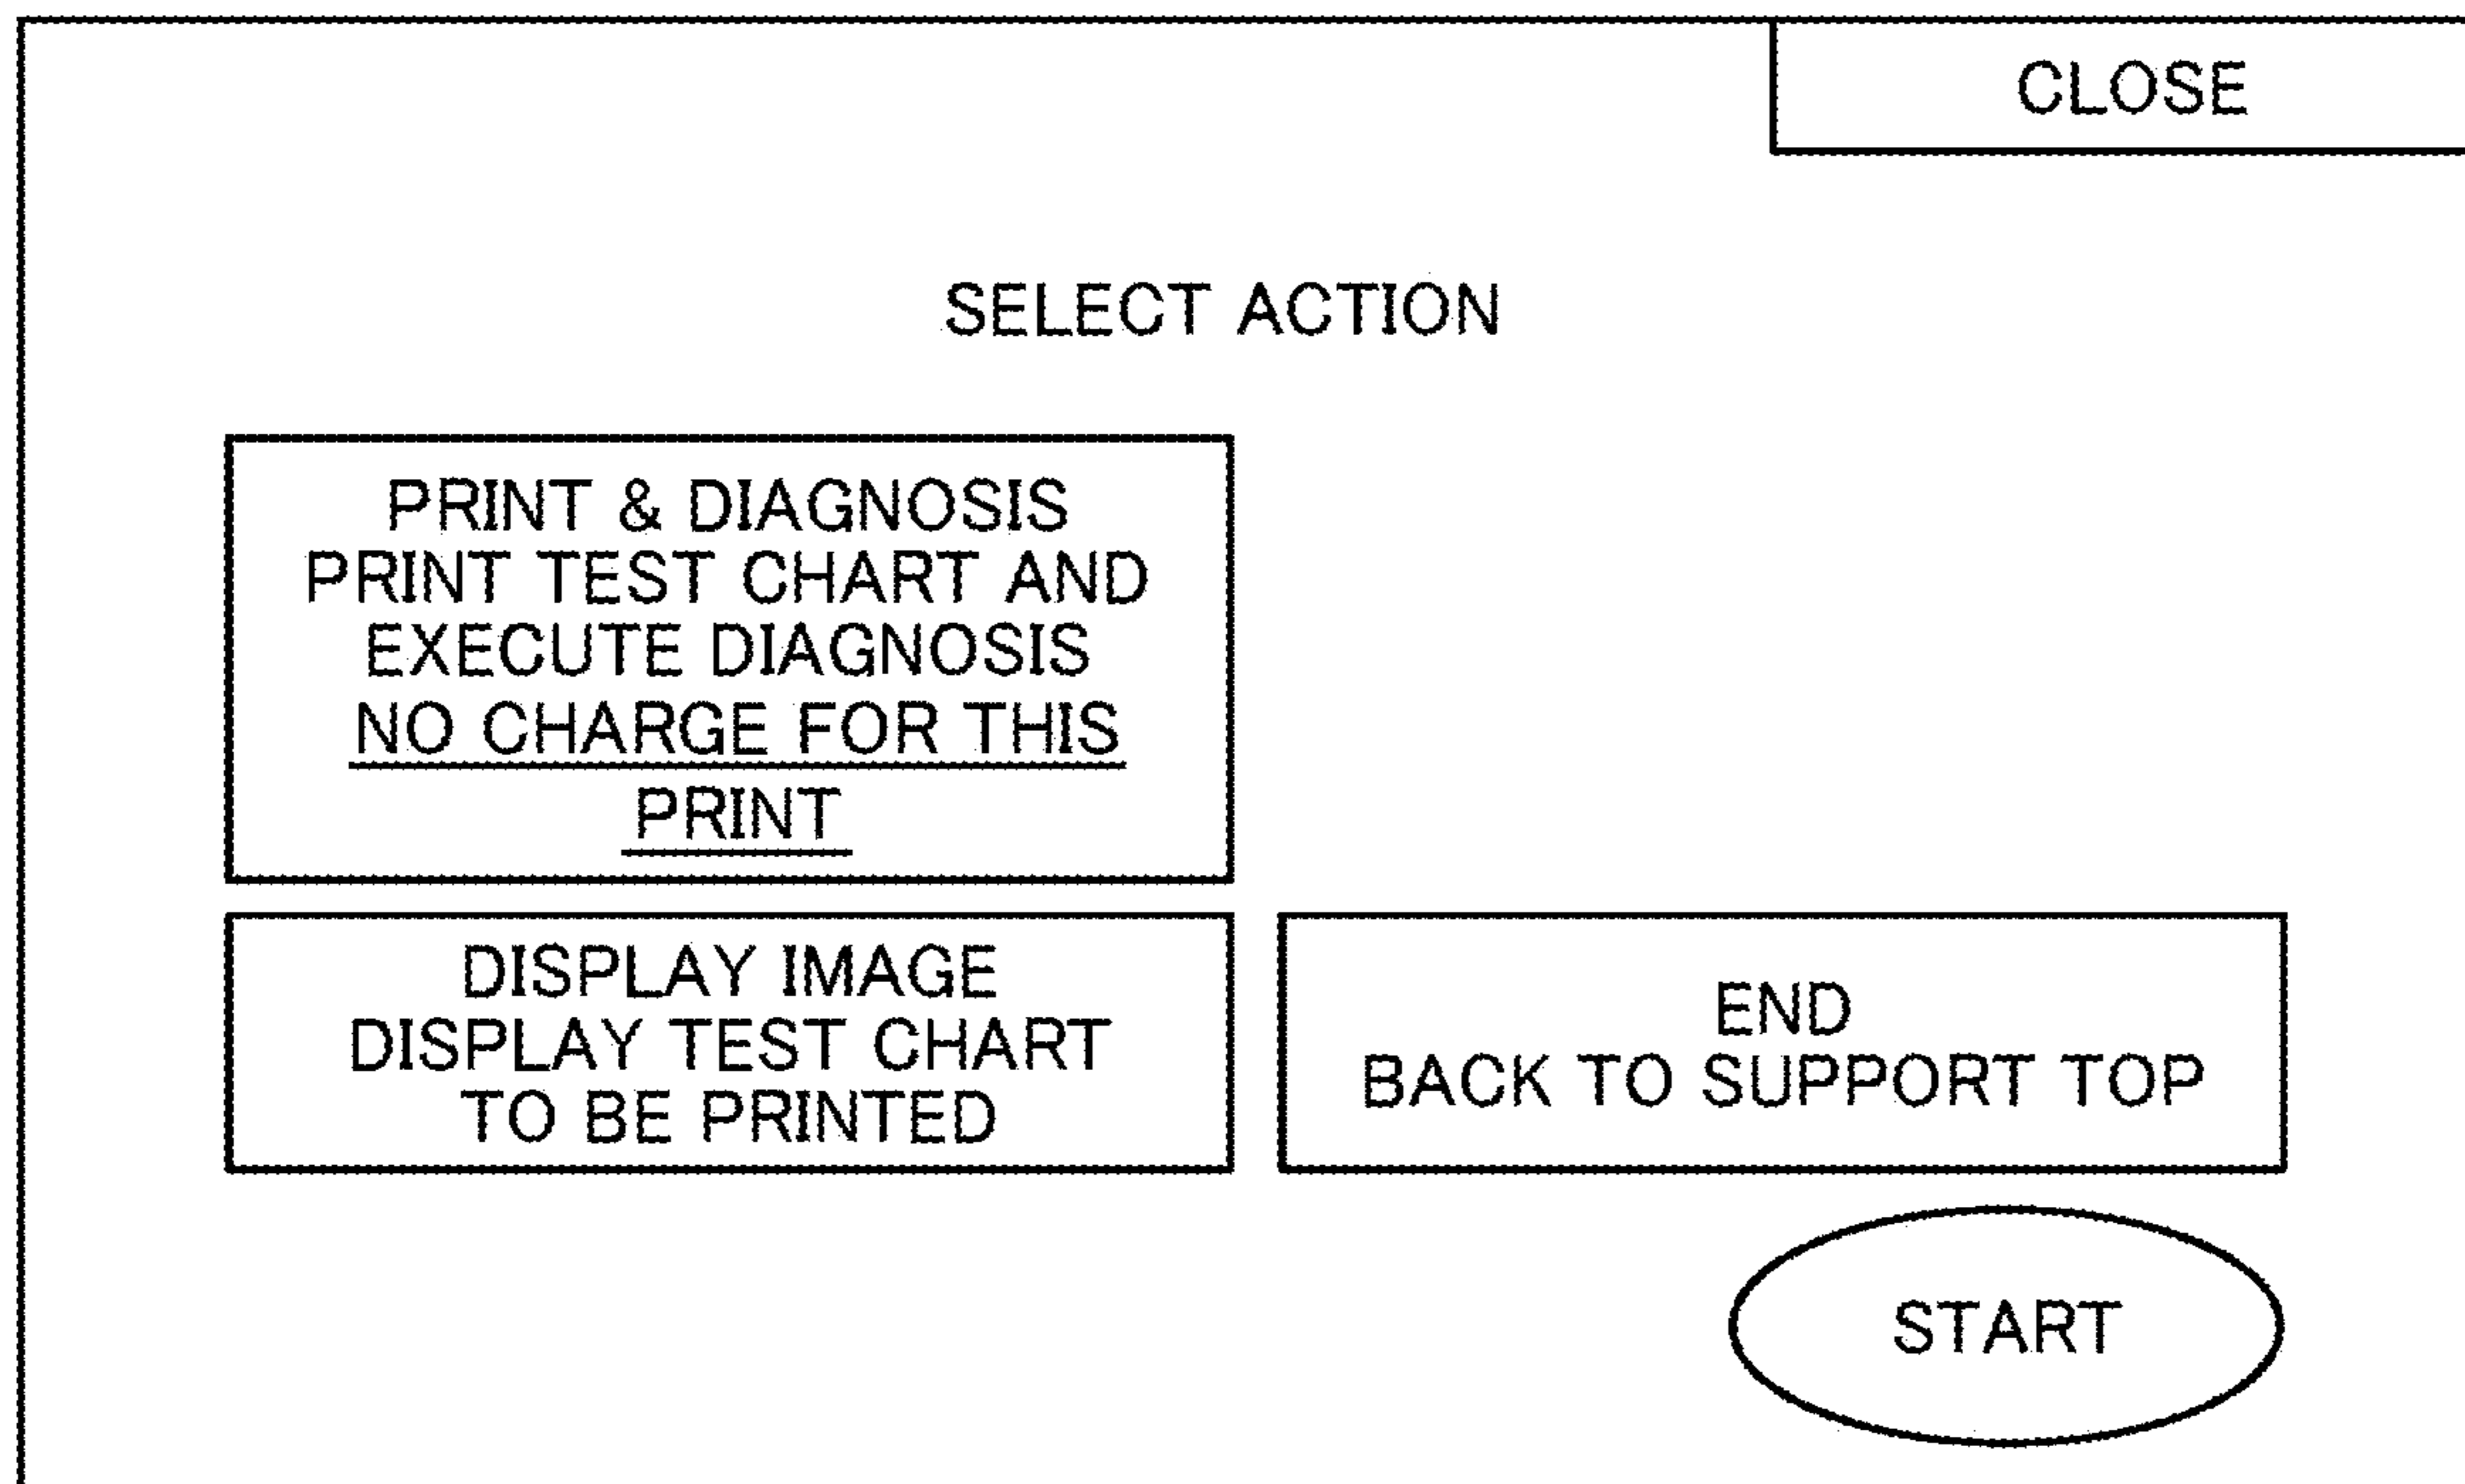 CLOSE
SELECT ACTION
PRINT & DIAGNOSIS
PRINT TEST CHART AND
EXECUTE DIAGNOSIS
NO CHARGE FOR THIS
PRINT
DISPLAY IMAGE
DISPLAY TEST CHART
TO BE PRINTED
END
BACK TO SUPPORT TOP
START